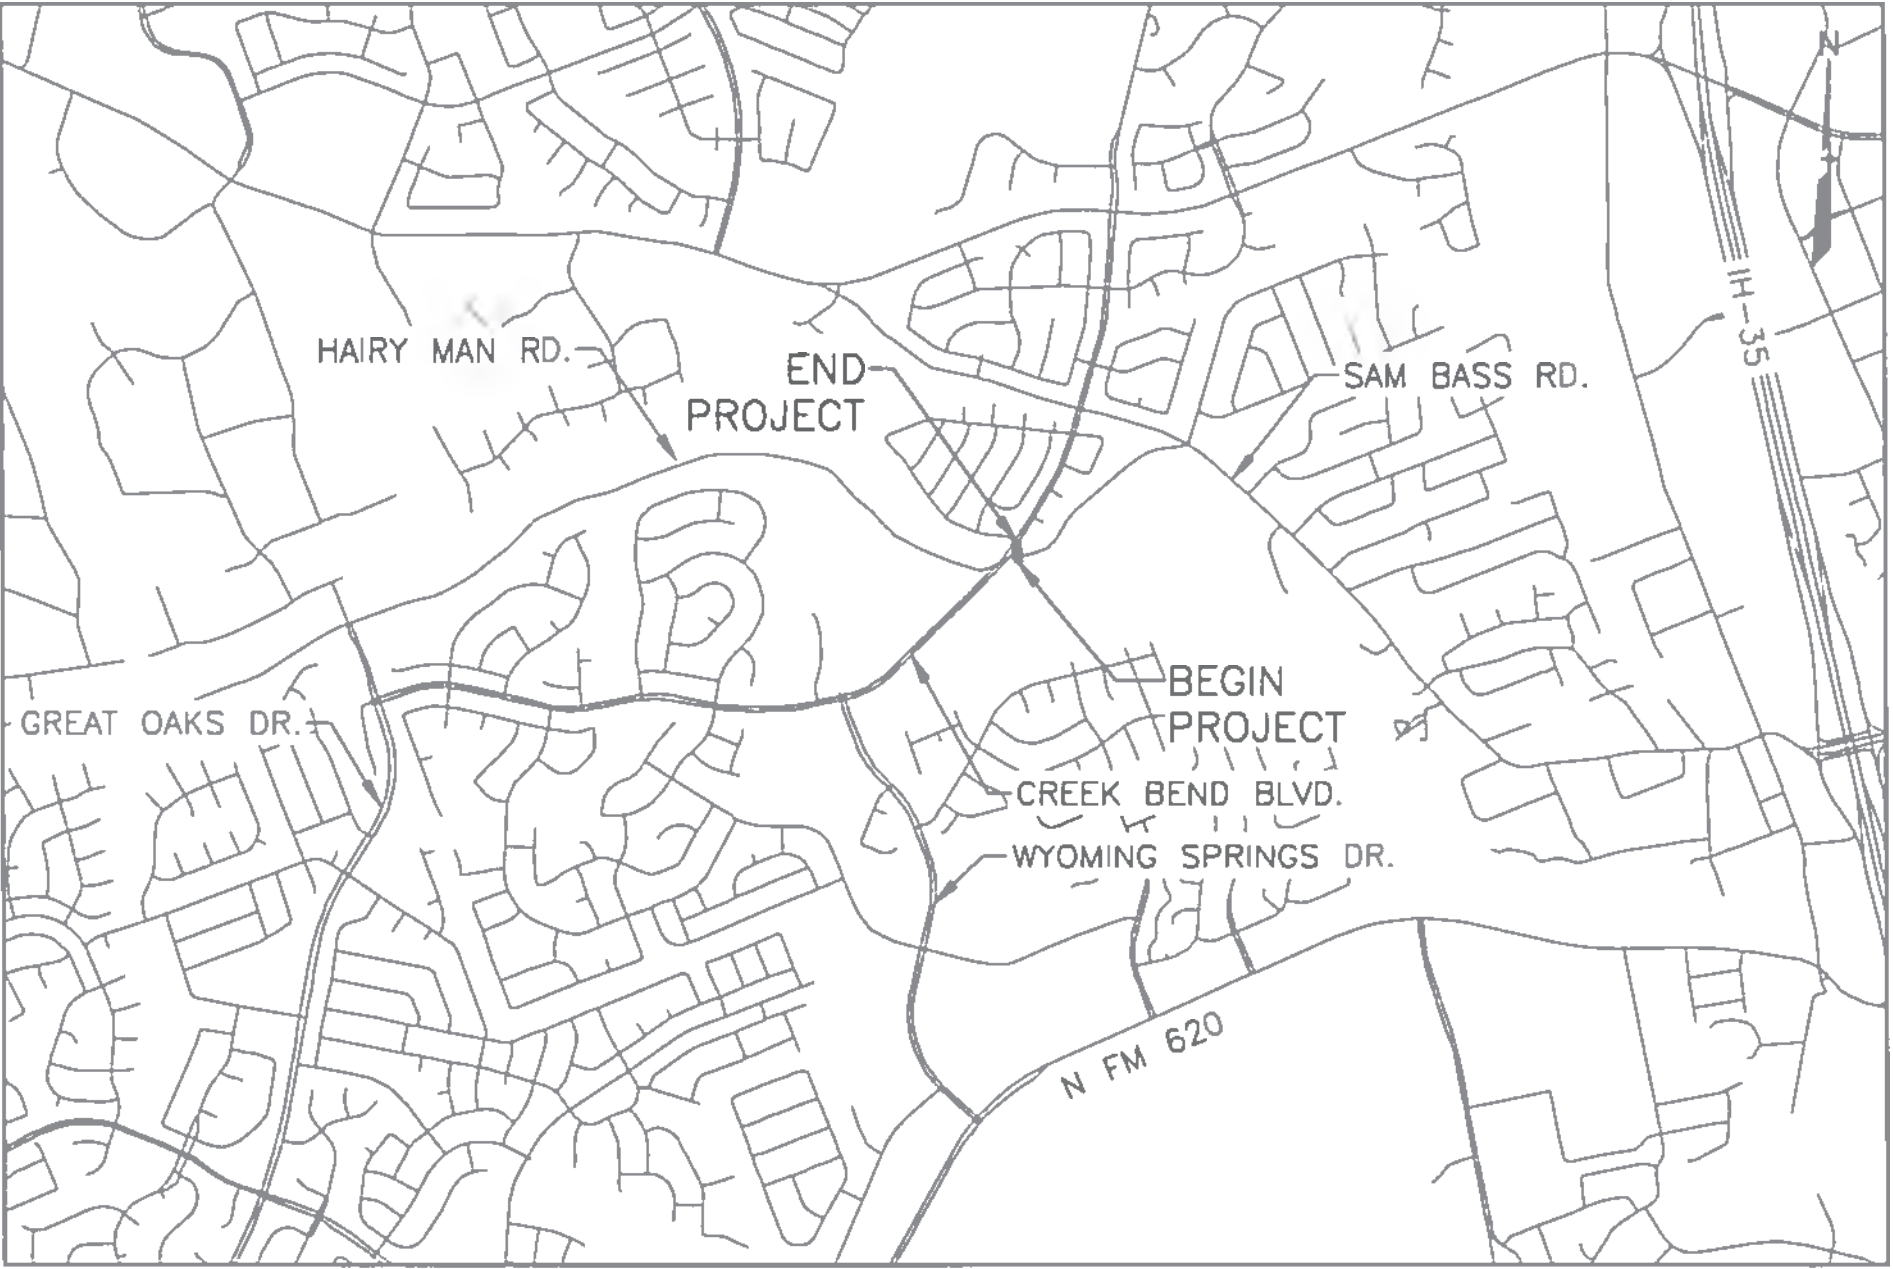 N
IH-35
HAIRY MAN RD.
END
PROJECT
SAM BASS RD.
BEGIN
PROJECT
GREAT OAKS DR.
CREEK BEND BLVD.
WYOMING SPRINGS DR.
N FM 620